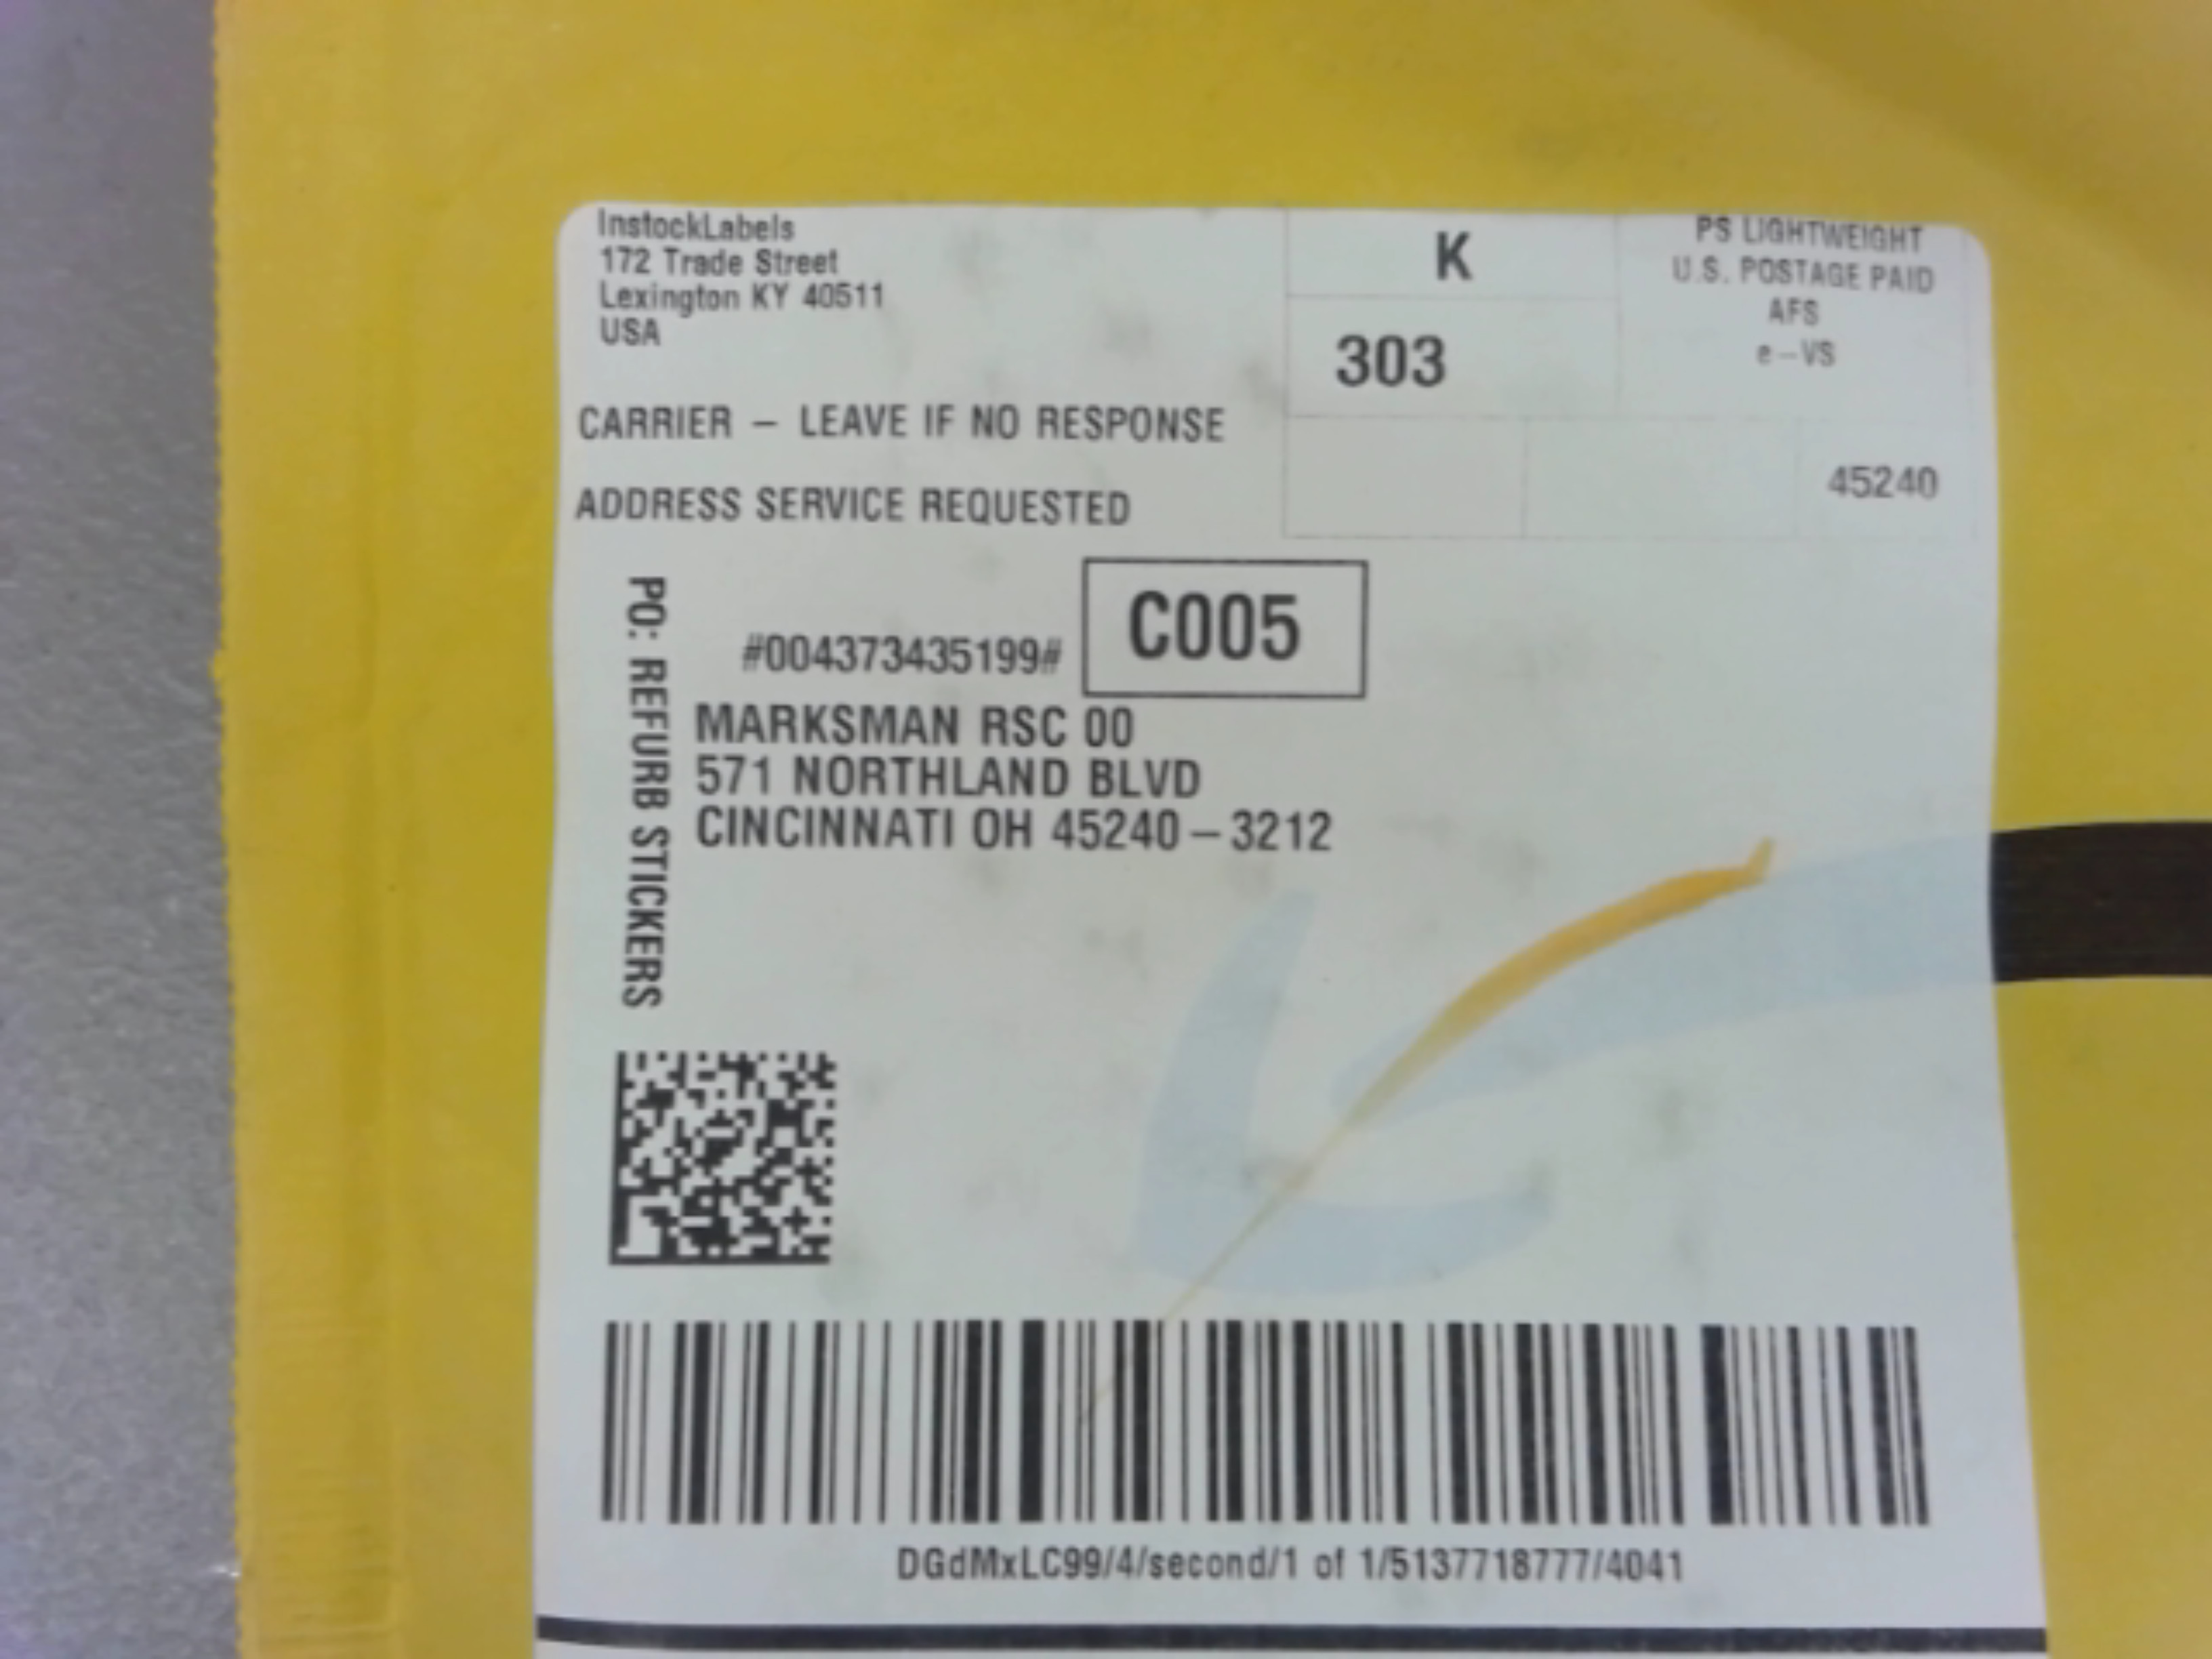 InstockLabels
172 Trade Street
Lexington KY 40511
USA
K
303
PS LIGHTWEIGHT
U.S. POSTAGE PAID
AFS
e-VS
CARRIER - LEAVE IF NO RESPONSE
ADDRESS SERVICE REQUESTED
45240
PO: REFURB STICKERS
#004373435199#
C005
MARKSMAN RSC 00
571 NORTHLAND BLVD
CINCINNATI OH 45240-3212
DGdMxLC99/4/second/1 of 1/5137718777/4041